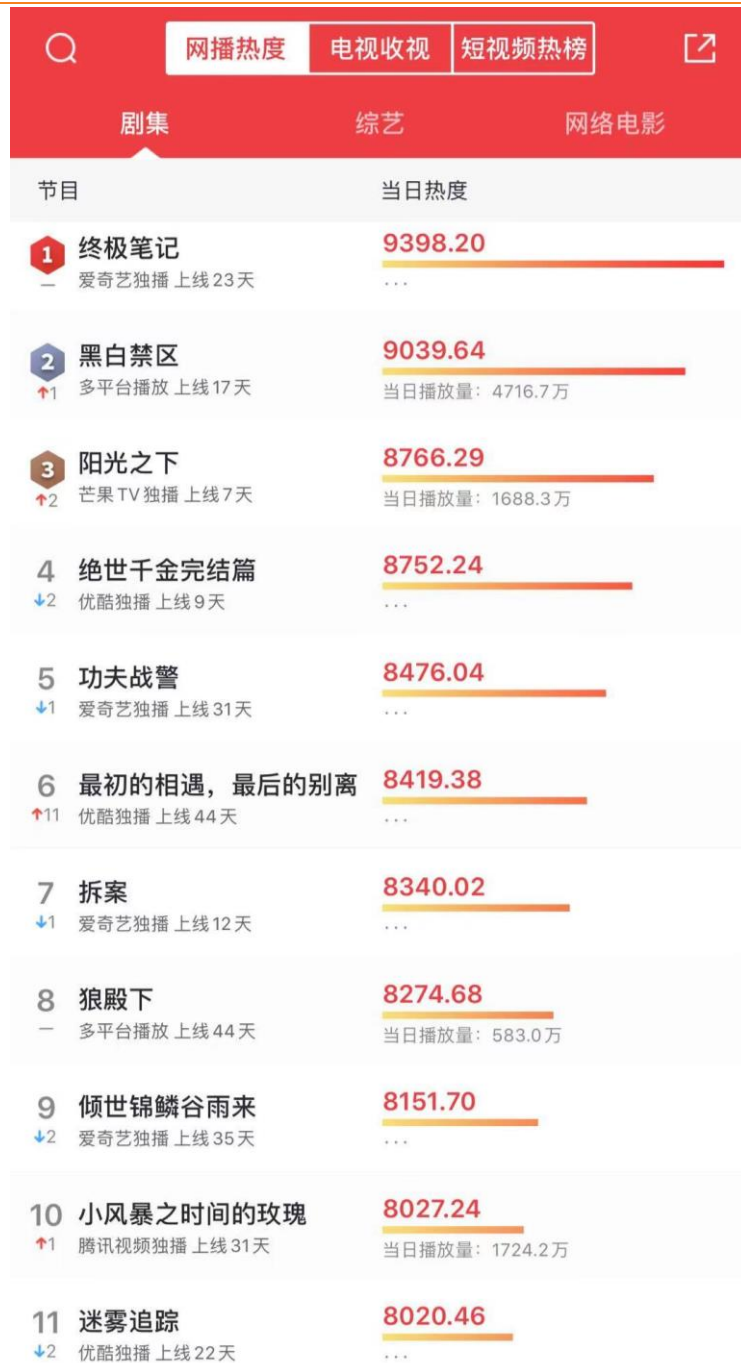 网播热度 电视收视 短视频热榜
剧集 综艺 网络电影
节目 当日热度
1 终极笔记 9398.20
— 爱奇艺独播 上线23天 ...
2 黑白禁区 9039.64
↑1 多平台播放 上线17天 当日播放量：4716.7万
3 阳光之下 8766.29
↑2 芒果TV独播 上线7天 当日播放量：1688.3万
4 绝世千金完结篇 8752.24
↓2 优酷独播 上线9天 ...
5 功夫战警 8476.04
↓1 爱奇艺独播 上线31天 ...
6 最初的相遇，最后的别离 8419.38
↑11 优酷独播 上线44天 ...
7 拆案 8340.02
↓1 爱奇艺独播 上线12天 ...
8 狼殿下 8274.68
— 多平台播放 上线44天 当日播放量：583.0万
9 倾世锦鳞谷雨来 8151.70
↓2 爱奇艺独播 上线35天 ...
10 小风暴之时间的玫瑰 8027.24
↑1 腾讯视频独播 上线31天 当日播放量：1724.2万
11 迷雾追踪 8020.46
↓2 优酷独播 上线22天 ...